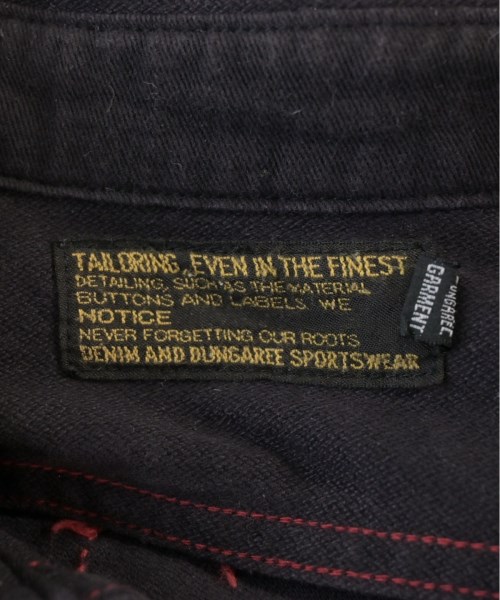 TAILORING, EVEN IN THE FINEST
DETAILING, SUCH AS THE MATERIAL
BUTTONS AND LABELS. WE
NOTICE
NEVER FORGETTING OUR ROOTS
DENIM AND DUNGAREE SPORTSWEAR
DUNGAREE
GARMENT